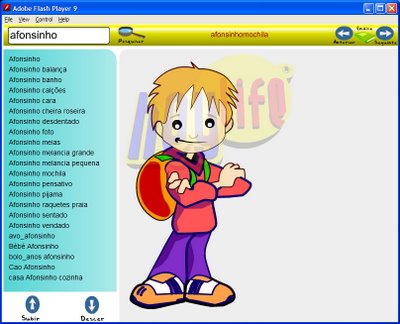 Adobe Flash Player 9
File View Control Help
afonsinho
Pesquisar
afonsinhomochila
Anterior
Seguinte
Afonsinho
Afonsinho balança
Afonsinho banho
Afonsinho calções
Afonsinho cara
Afonsinho cheira roseira
Afonsinho desdentado
Afonsinho foto
Afonsinho meias
Afonsinho melancia grande
Afonsinho melancia pequena
Afonsinho mochila
Afonsinho pensativo
Afonsinho pijama
Afonsinho raquetes praia
Afonsinho sentado
Afonsinho vendado
avo_afonsinho
Bébé Afonsinho
bolo_anos afonsinho
Cao Afonsinho
casa Afonsinho cozinha
Subir
Descer